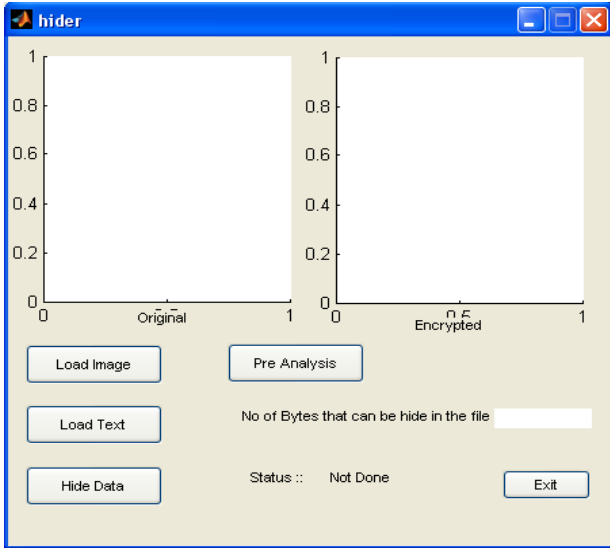 hider
1
0.8
0.6
0.4
0.2
0
0
1
Original
1
0.8
0.6
0.4
0.2
0
0
1
Encrypted
Load Image
Pre Analysis
Load Text
No of Bytes that can be hide in the file
Hide Data
Status :: Not Done
Exit